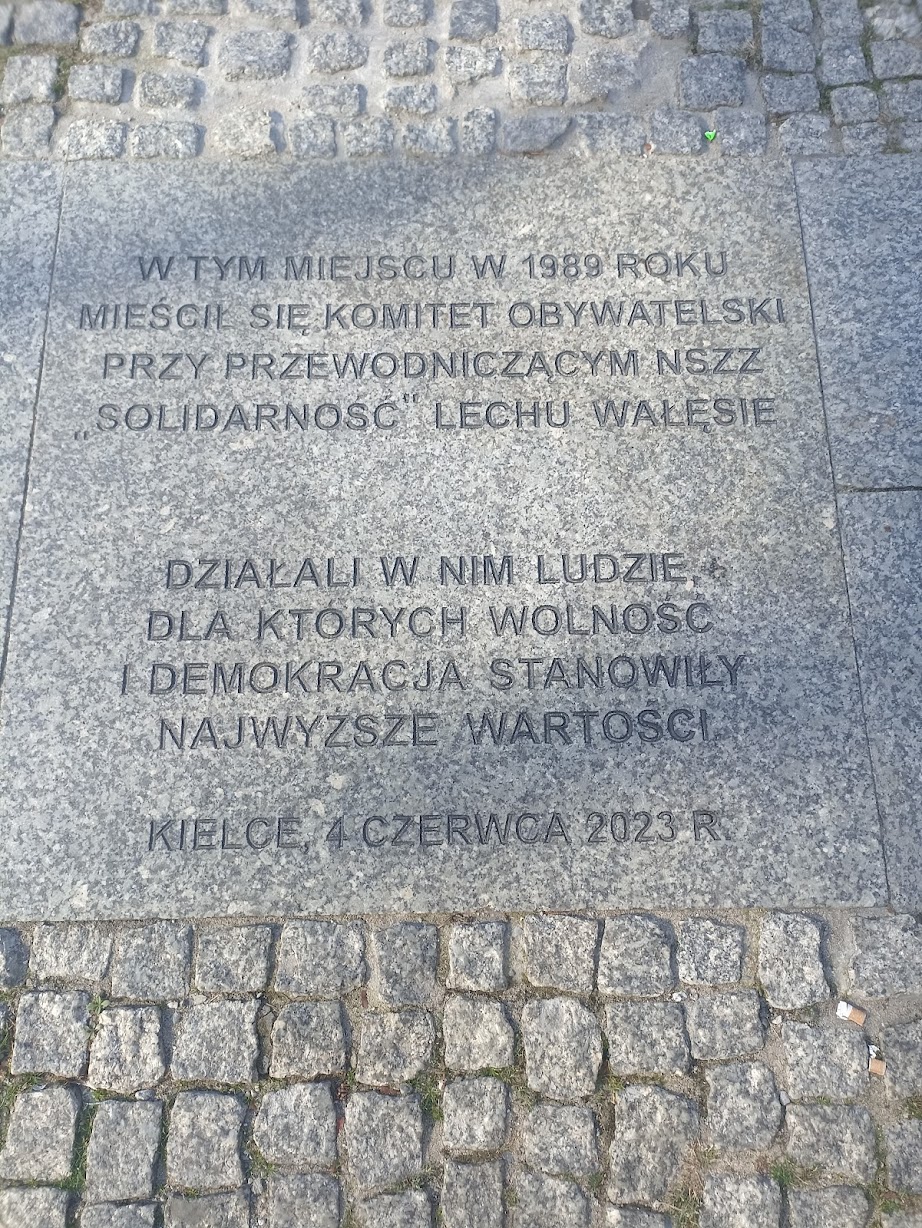 W TYM MIEJSCU W 1989 ROKU
MIEŚCIŁ SIĘ KOMITET OBYWATELSKI
PRZY PRZEWODNICZĄCYM NSZZ
„SOLIDARNOŚĆ" LECHU WAŁĘSIE
DZIAŁALI W NIM LUDZIE,
DLA KTÓRYCH WOLNOŚĆ
I DEMOKRACJA STANOWIŁY
NAJWYŻSZE WARTOŚCI.
KIELCE, 4 CZERWCA 2023 R.